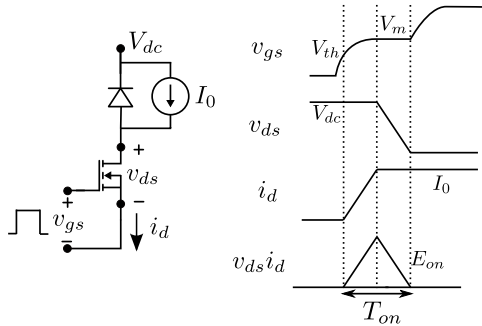 V_dc
I_0
+
v_ds
+
v_gs
−
−
i_d
v_gs
V_th
V_m
v_ds
V_dc
i_d
I_0
v_ds i_d
E_on
T_on